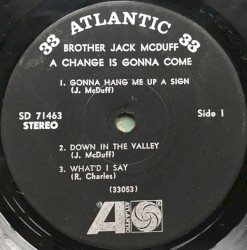 33 ATLANTIC 33
BROTHER JACK MCDUFF
A CHANGE IS GONNA COME
1. GONNA HANG ME UP A SIGN
(J. McDuff)
SD 71463
STEREO
Side 1
2. DOWN IN THE VALLEY
(J. McDuff)
3. WHAT'D I SAY
(R. Charles)
(33053)
A
ATLANTIC